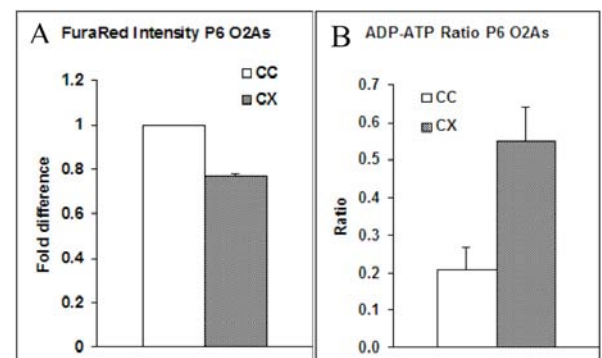 A FuraRed Intensity P6 O2As
CC
CX
1.2
1
0.8
0.6
0.4
0.2
0
Fold difference
B ADP-ATP Ratio P6 O2As
CC
CX
0.7
0.6
0.5
0.4
0.3
0.2
0.1
0.0
Ratio